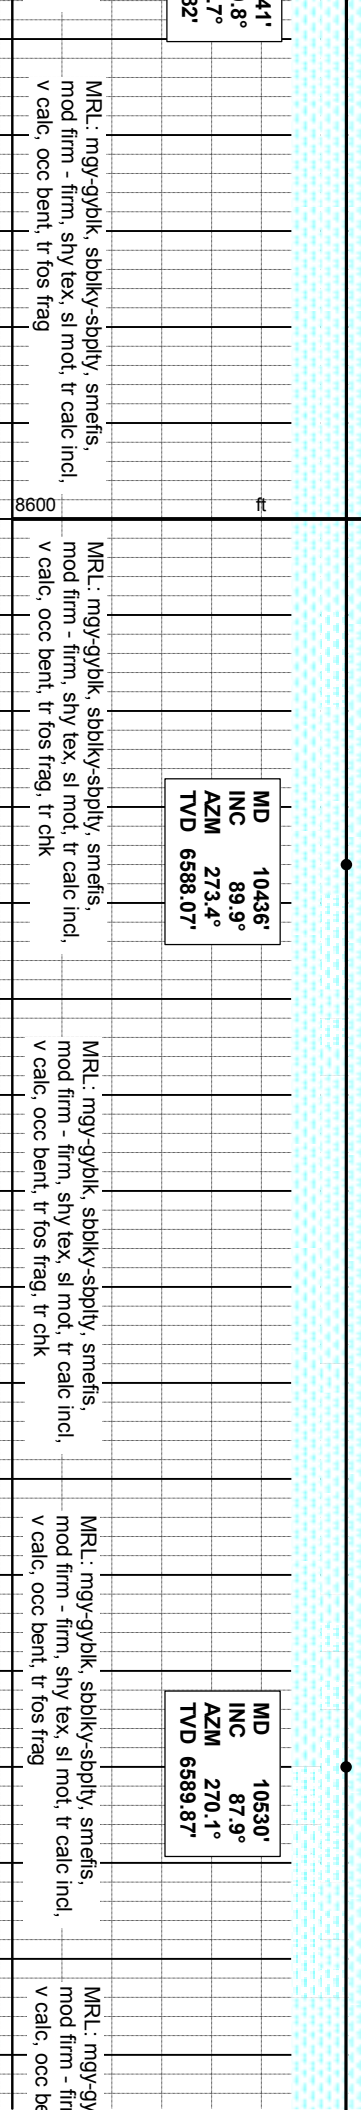 41'
.8°
.7°
32'
MRL: mgy-gyblk, sbblky-sbplty, smefis,
mod firm - firm, shy tex, sl mot, tr calc incl,
v calc, occ bent, tr fos frag
8600
ft
MRL: mgy-gyblk, sbblky-sbplty, smefis,
mod firm - firm, shy tex, sl mot, tr calc incl,
v calc, occ bent, tr fos frag, tr chk
MD 10436'
INC 89.9°
AZM 273.4°
TVD 6588.07'
MRL: mgy-gyblk, sbblky-sbplty, smefis,
mod firm - firm, shy tex, sl mot, tr calc incl,
v calc, occ bent, tr fos frag, tr chk
MRL: mgy-gyblk, sbblky-sbplty, smefis,
mod firm - firm, shy tex, sl mot, tr calc incl,
v calc, occ bent, tr fos frag
MD 10530'
INC 87.9°
AZM 270.1°
TVD 6589.87'
MRL: mgy-gy
mod firm - fir
v calc, occ be